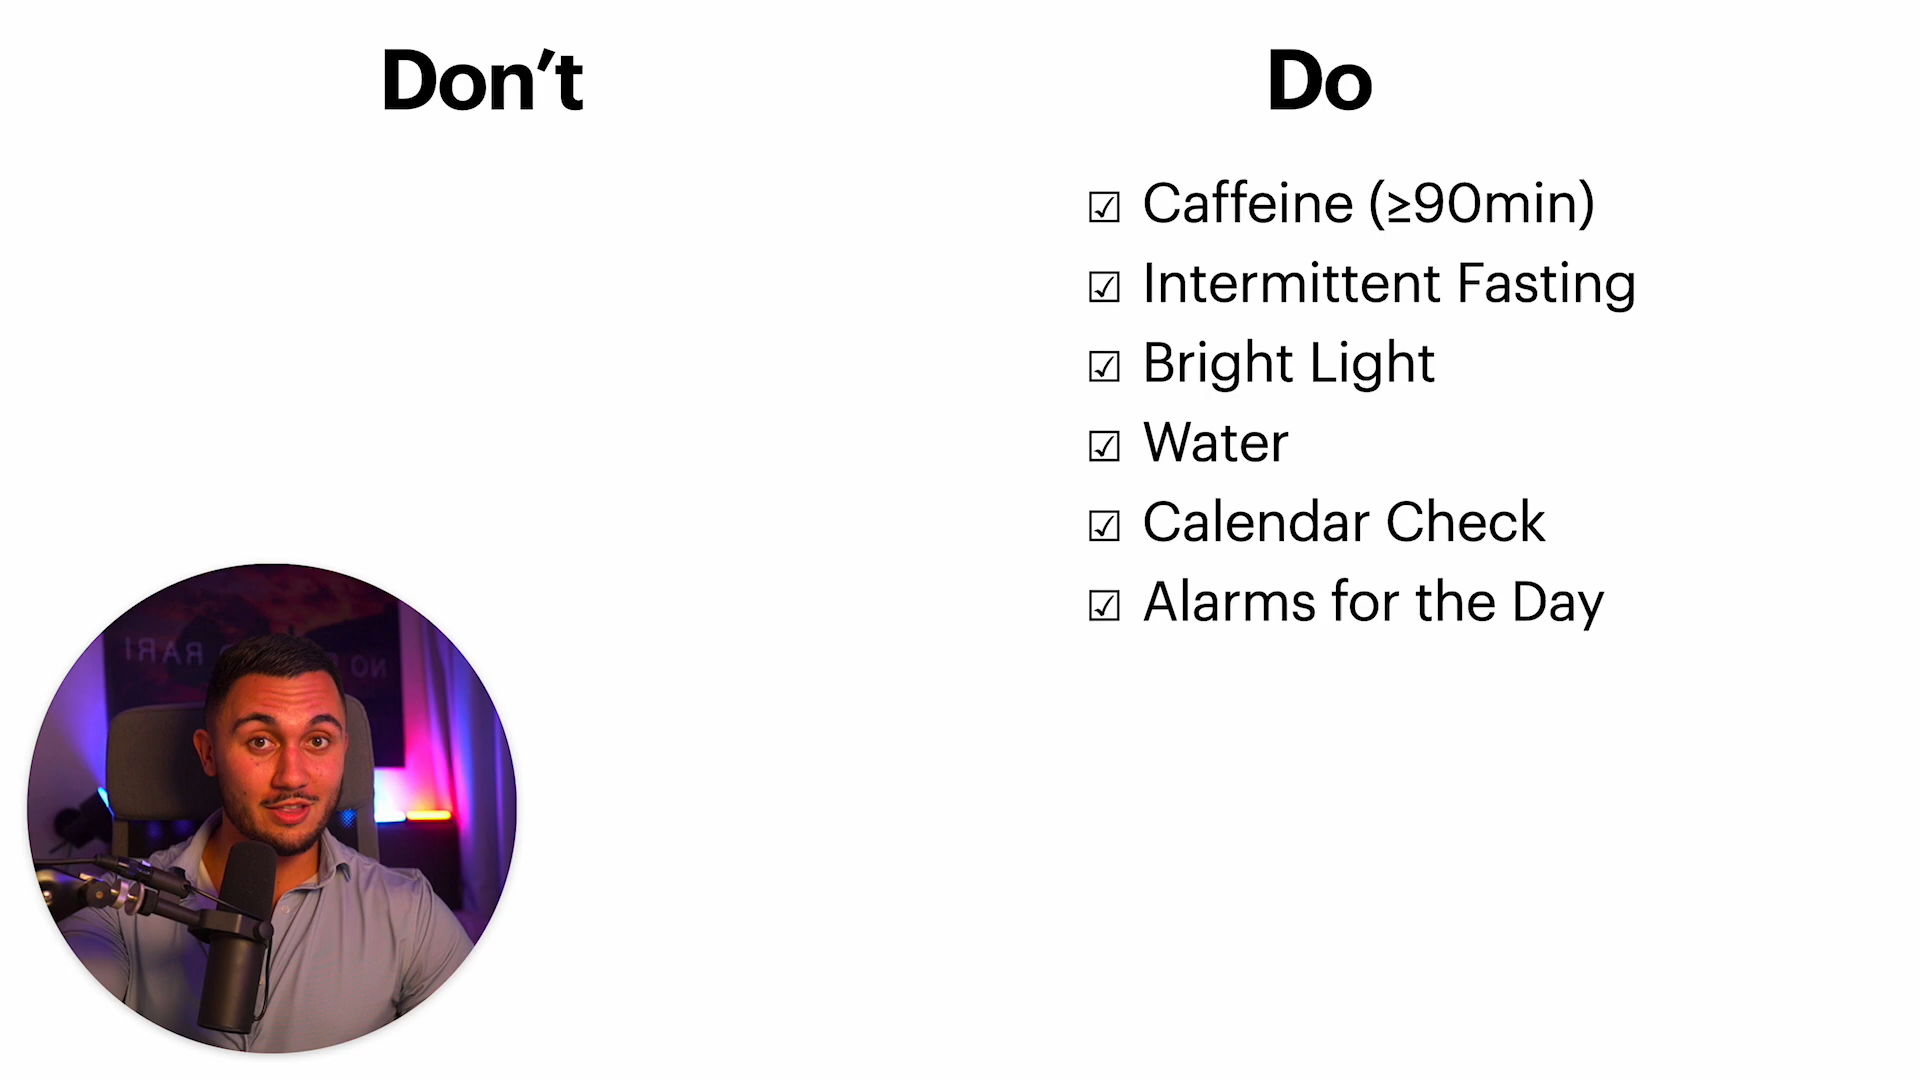 Don’t
Do
☑ Caffeine (≥90min)
☑ Intermittent Fasting
☑ Bright Light
☑ Water
☑ Calendar Check
☑ Alarms for the Day